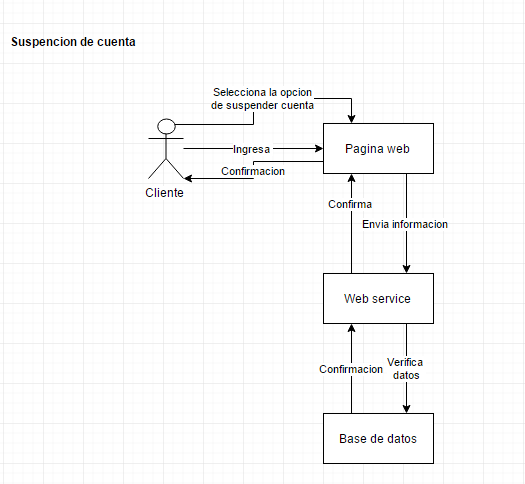 Suspencion de cuenta
Selecciona la opcion
de suspender cuenta
Ingresa
Pagina web
Confirmacion
Cliente
Confirma
Envia informacion
Web service
Confirmacion
Verifica
datos
Base de datos